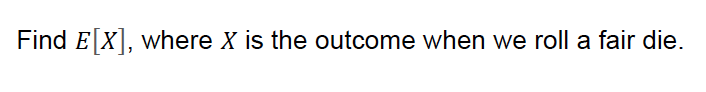 Find E[X], where X is the outcome when we roll a fair die.